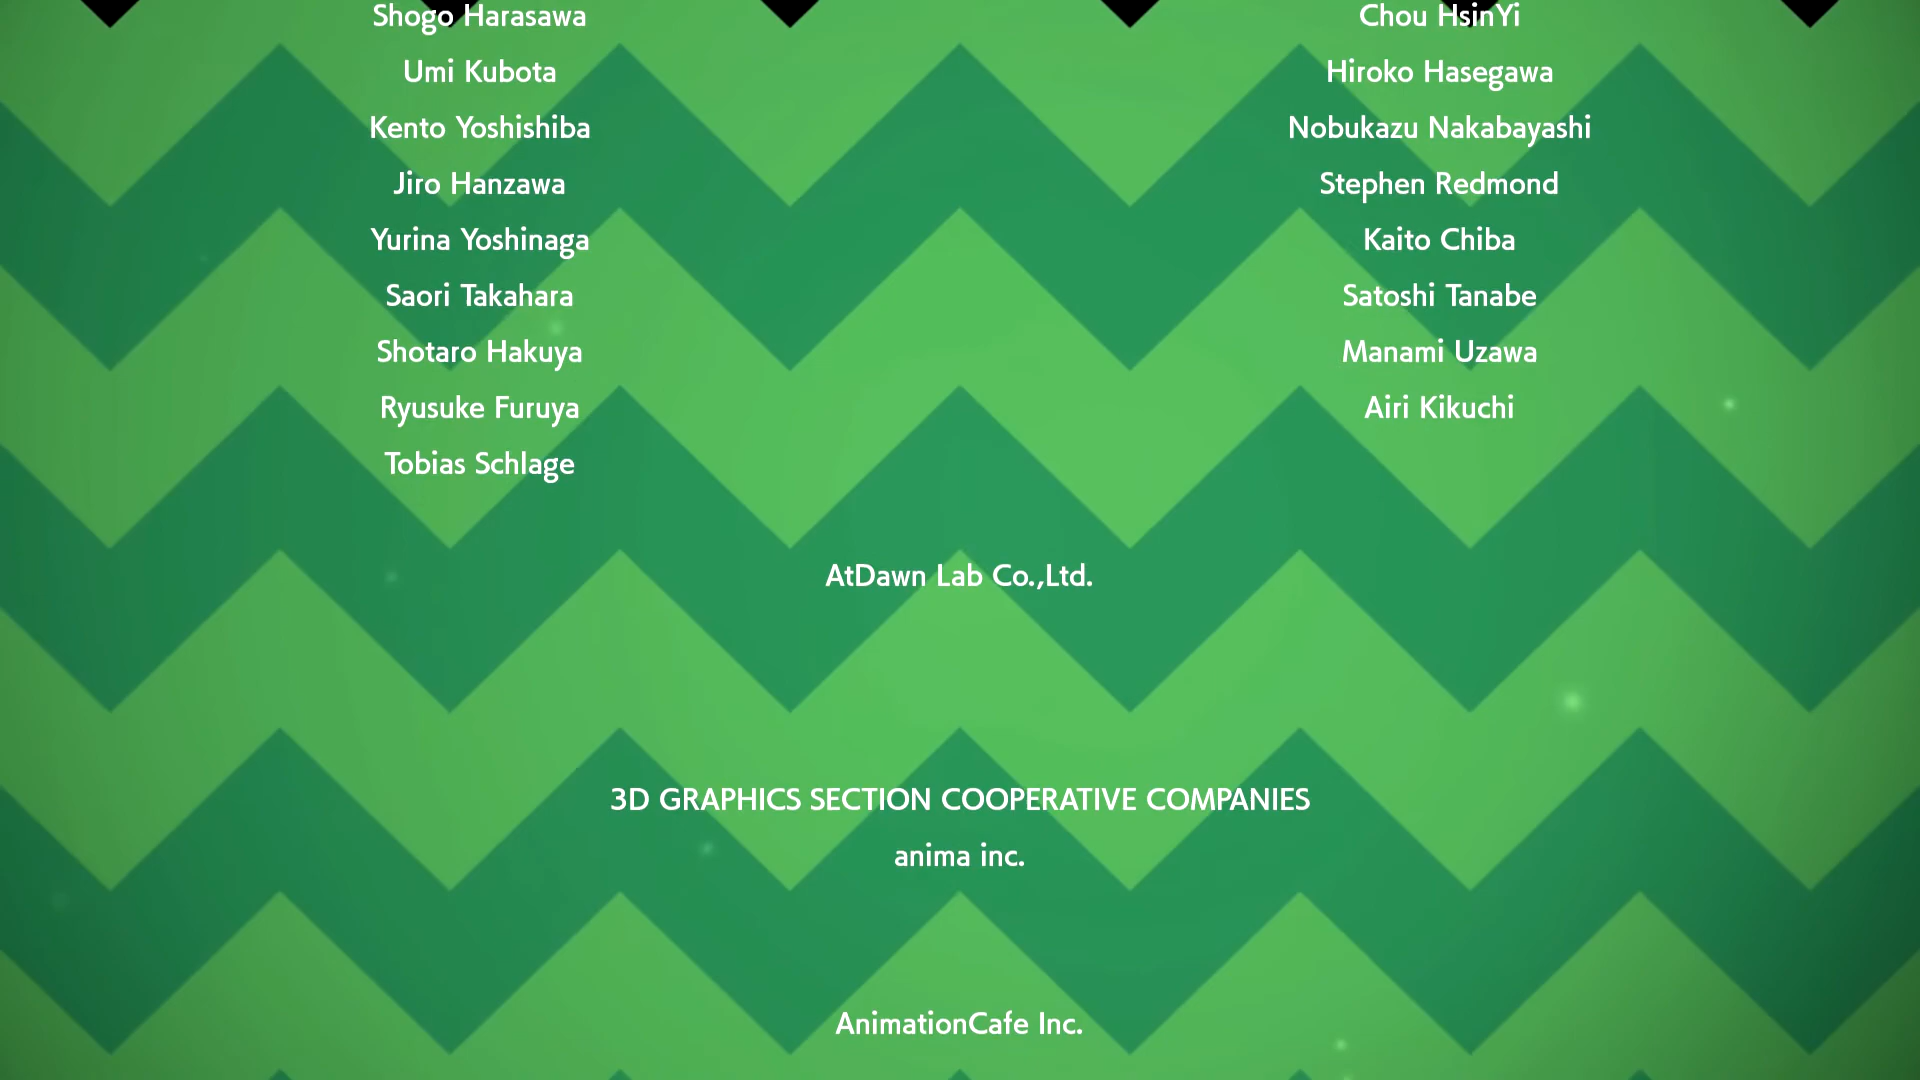 Shogo Harasawa
Chou HsinYi
Umi Kubota
Hiroko Hasegawa
Kento Yoshishiba
Nobukazu Nakabayashi
Jiro Hanzawa
Stephen Redmond
Yurina Yoshinaga
Kaito Chiba
Saori Takahara
Satoshi Tanabe
Shotaro Hakuya
Manami Uzawa
Ryusuke Furuya
Airi Kikuchi
Tobias Schlage
AtDawn Lab Co.,Ltd.
3D GRAPHICS SECTION COOPERATIVE COMPANIES
anima inc.
AnimationCafe Inc.